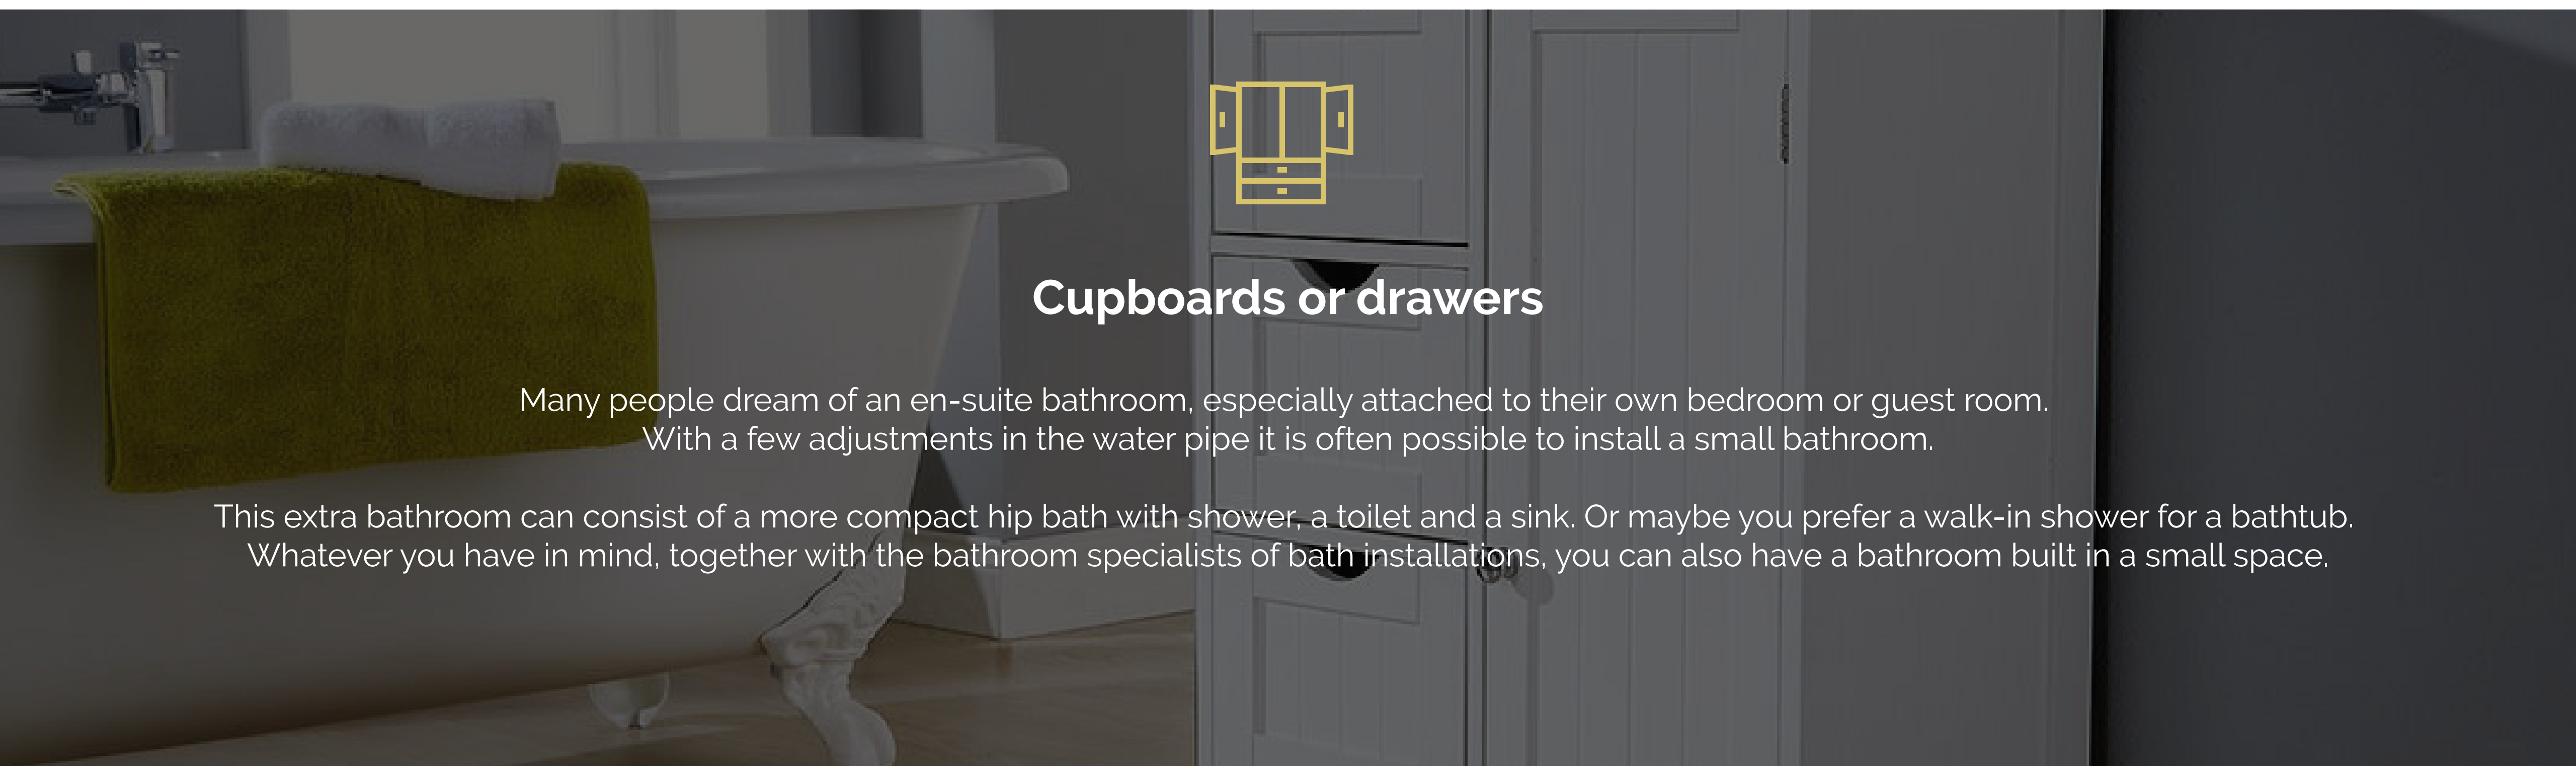 Cupboards or drawers
Many people dream of an en-suite bathroom, especially attached to their own bedroom or guest room.
With a few adjustments in the water pipe it is often possible to install a small bathroom.
This extra bathroom can consist of a more compact hip bath with shower, a toilet and a sink. Or maybe you prefer a walk-in shower for a bathtub.
Whatever you have in mind, together with the bathroom specialists of bath installations, you can also have a bathroom built in a small space.